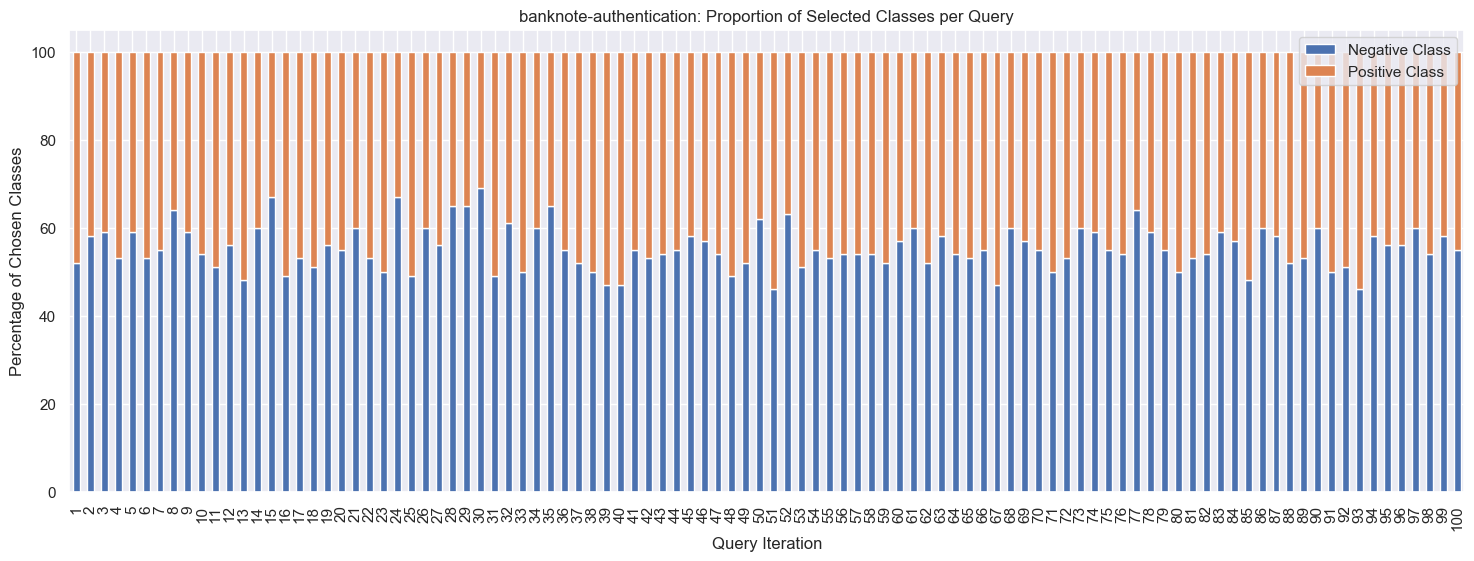 banknote-authentication: Proportion of Selected Classes per Query
Negative Class
Positive Class
Percentage of Chosen Classes
100
80
60
40
20
0
1 2 3 4 5 6 7 8 9 10 11 12 13 14 15 16 17 18 19 20 21 22 23 24 25 26 27 28 29 30 31 32 33 34 35 36 37 38 39 40 41 42 43 44 45 46 47 48 49 50 51 52 53 54 55 56 57 58 59 60 61 62 63 64 65 66 67 68 69 70 71 72 73 74 75 76 77 78 79 80 81 82 83 84 85 86 87 88 89 90 91 92 93 94 95 96 97 98 99 100
Query Iteration